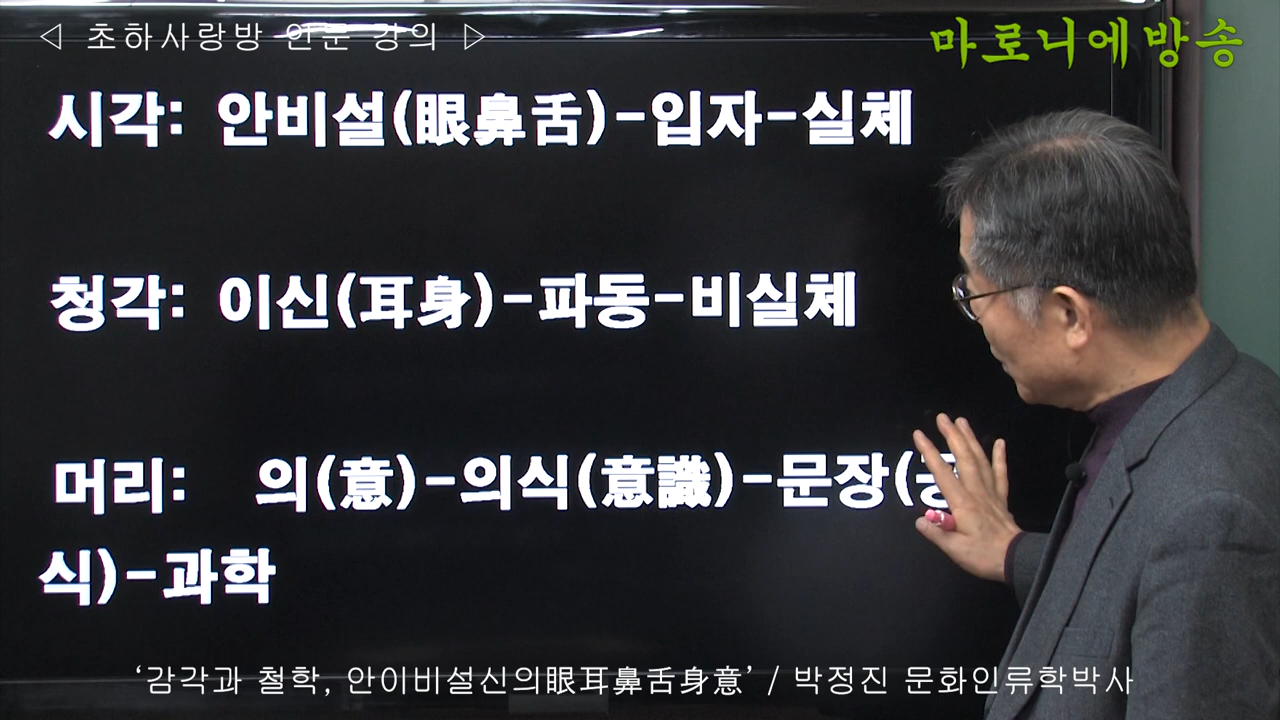 ◁ 초하사랑방 인문 강의 ▷
마로니에방송
시각: 안비설(眼鼻舌)-입자-실체
청각: 이신(耳身)-파동-비실체
머리: 의(意)-의식(意識)-문장(공
식)-과학
‘감각과 철학, 안이비설신의眼耳鼻舌身意’ / 박정진 문화인류학박사